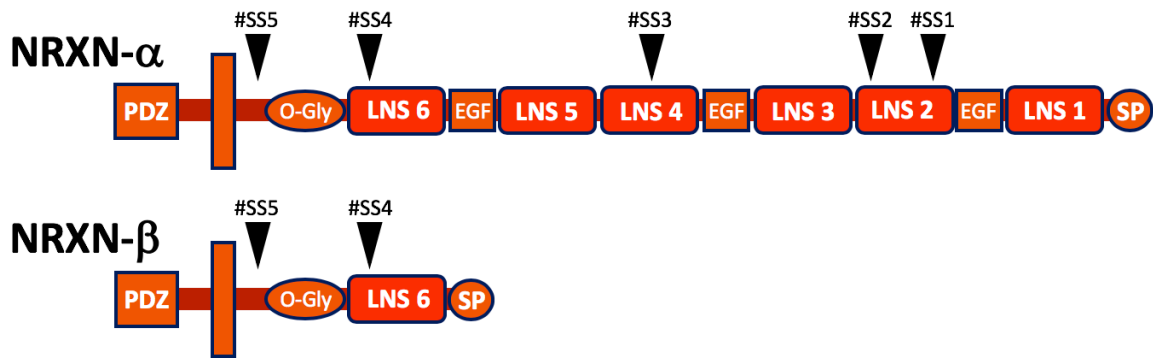 #SS5 #SS4 #SS3 #SS2 #SS1
NRXN-α
PDZ O-Gly LNS 6 EGF LNS 5 LNS 4 EGF LNS 3 LNS 2 EGF LNS 1 SP
#SS5 #SS4
NRXN-β
PDZ O-Gly LNS 6 SP